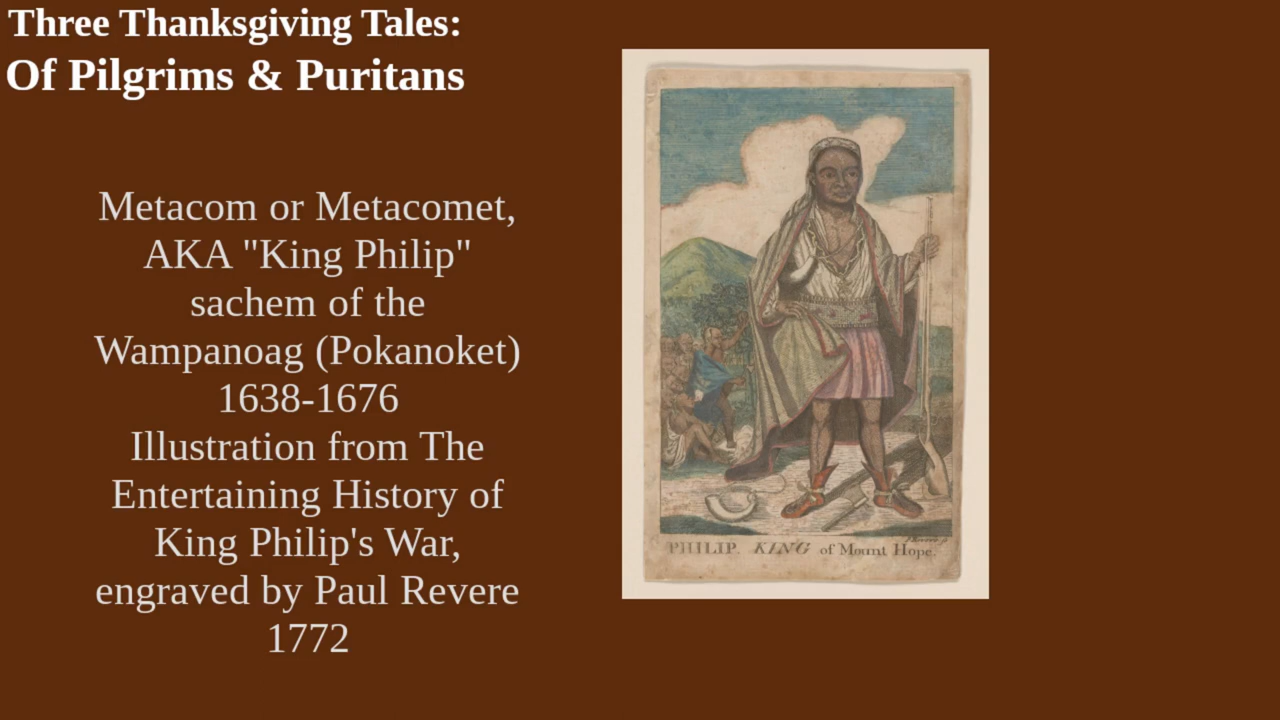 Three Thanksgiving Tales:
Of Pilgrims & Puritans
Metacom or Metacomet,
AKA "King Philip"
sachem of the
Wampanoag (Pokanoket)
1638-1676
Illustration from The
Entertaining History of
King Philip's War,
engraved by Paul Revere
1772
PHILIP. KING of Mount Hope.